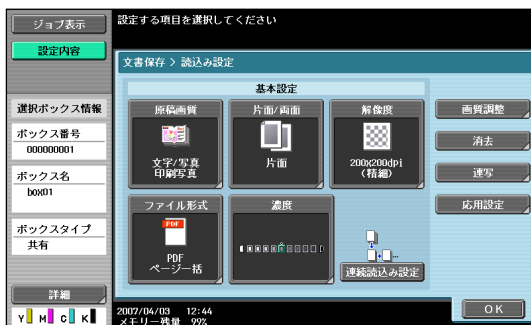 ジョブ表示
設定する項目を選択してください
設定内容
文書保存 > 読込み設定
基本設定
選択ボックス情報
ボックス番号
000000001
ボックス名
box01
ボックスタイプ
共有
詳細
Y M C K
原稿画質
文字/写真
印刷写真
片面/両面
片面
解像度
200x200dpi
(精細)
ファイル形式
PDF
PDF
ページ一括
濃度
連続読込み設定
画質調整
消去
連写
応用設定
2007/04/03 12:44
メモリー残量 99%
OK